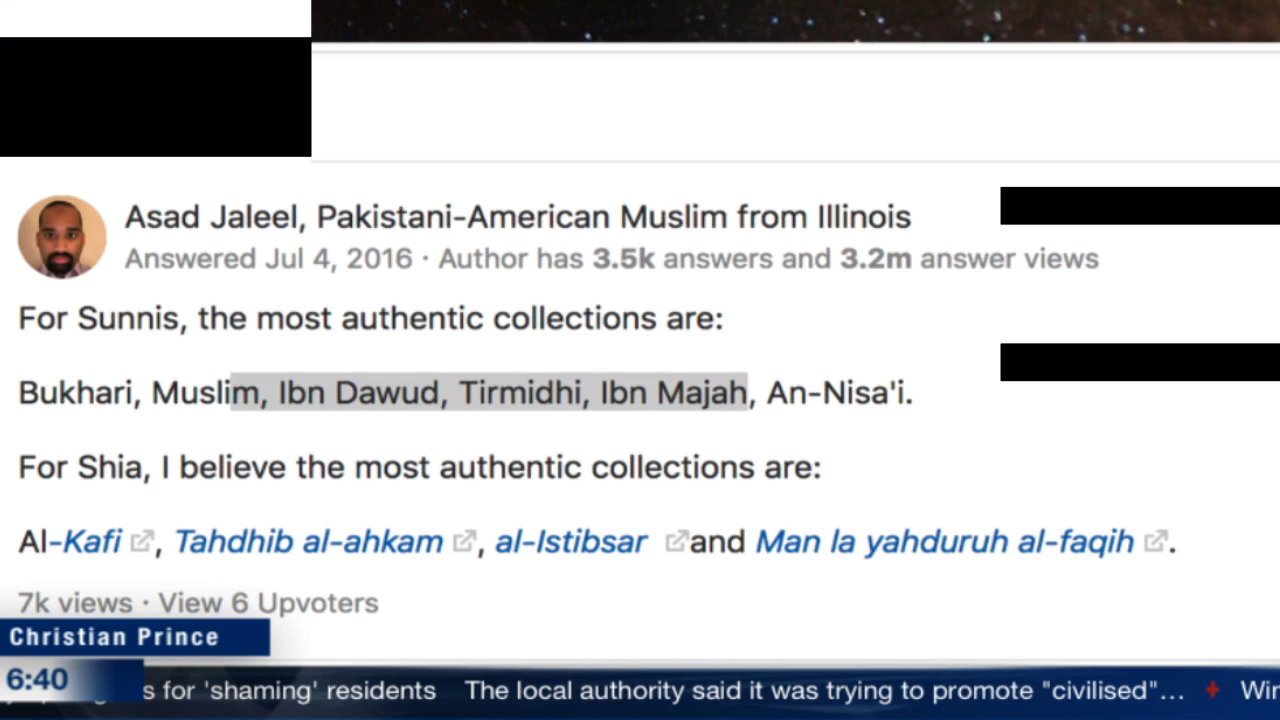 Asad Jaleel, Pakistani-American Muslim from Illinois
Answered Jul 4, 2016 · Author has 3.5k answers and 3.2m answer views
For Sunnis, the most authentic collections are:
Bukhari, Muslim, Ibn Dawud, Tirmidhi, Ibn Majah, An-Nisa'i.
For Shia, I believe the most authentic collections are:
Al-Kafi, Tahdhib al-ahkam, al-Istibsar and Man la yahduruh al-faqih.
7k views · View 6 Upvoters
Christian Prince
6:40
s for 'shaming' residents The local authority said it was trying to promote "civilised"… Wir